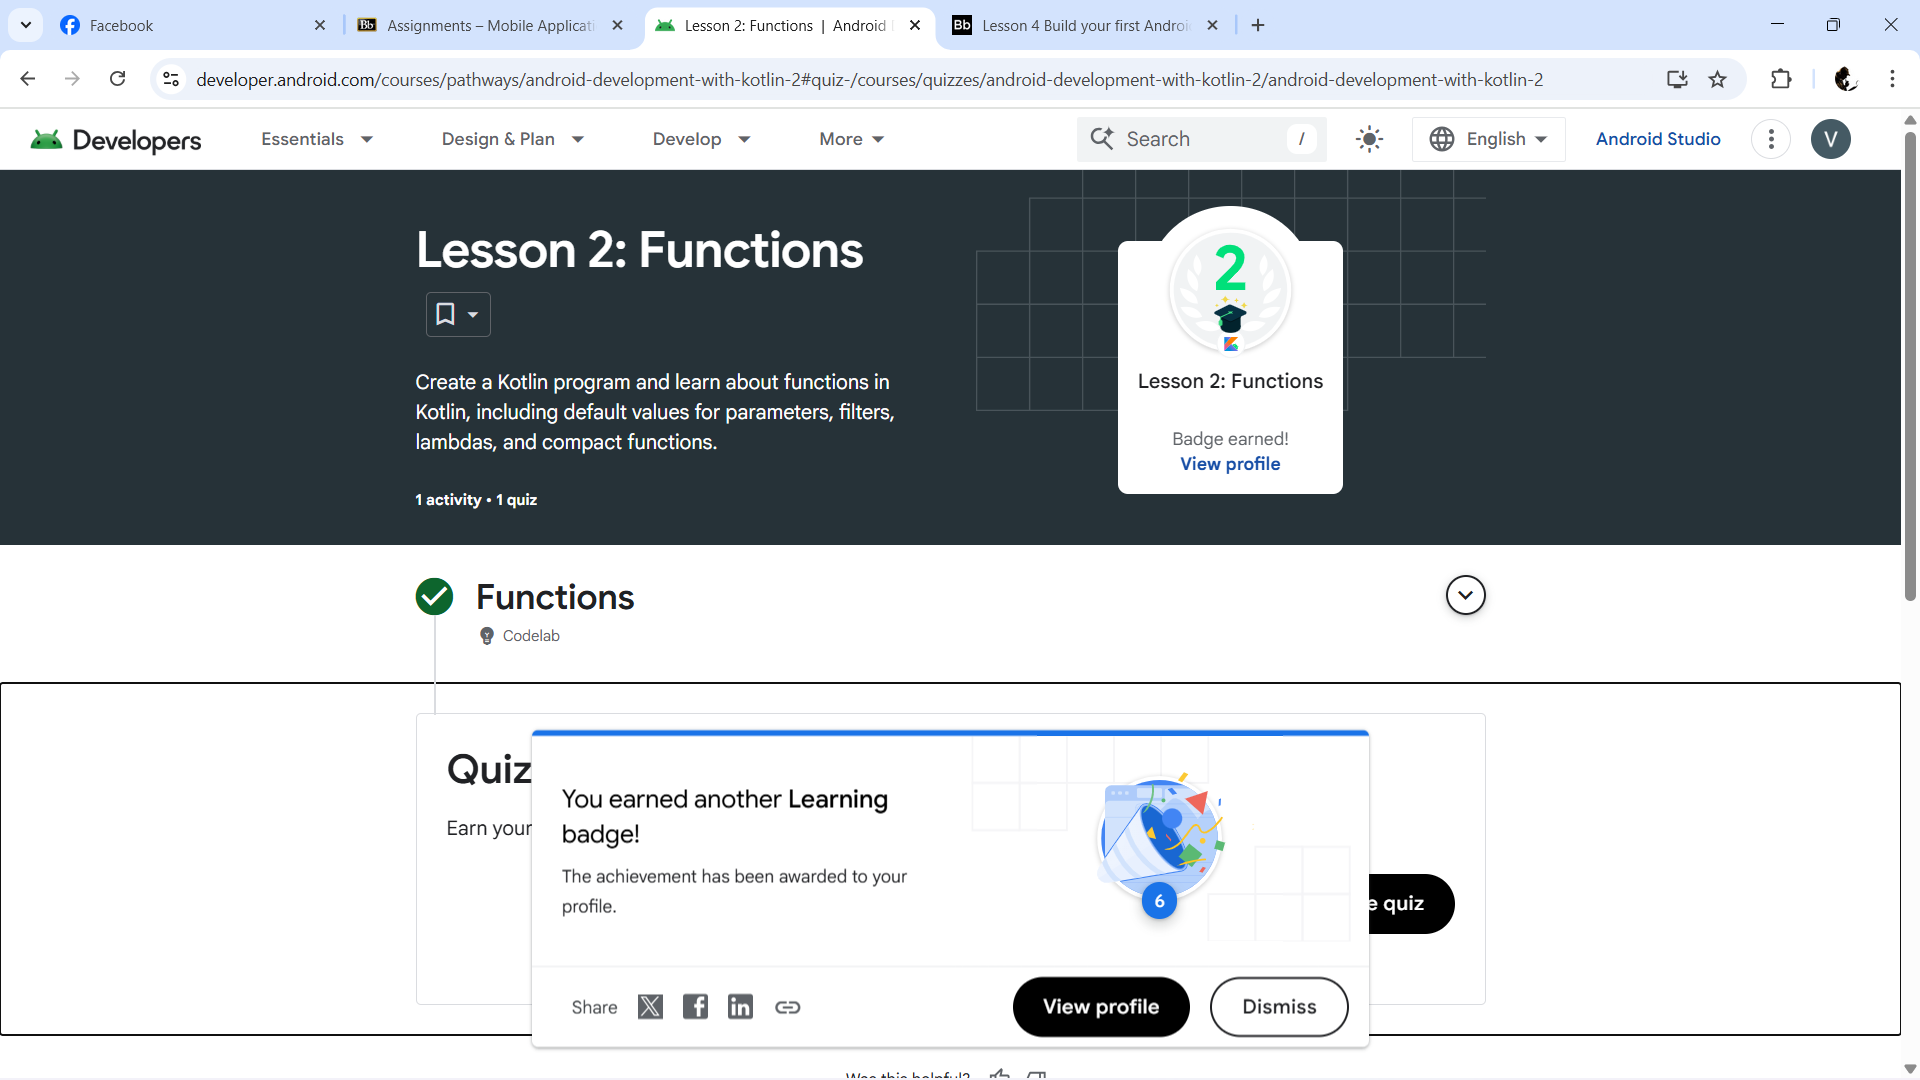 Facebook
Assignments – Mobile Applicati
Lesson 2: Functions | Android
Bb
Lesson 4 Build your first Androi
developer.android.com/courses/pathways/android-development-with-kotlin-2#quiz-/courses/quizzes/android-development-with-kotlin-2/android-development-with-kotlin-2
Developers
Essentials
Design & Plan
Develop
More
Search
/
English
Android Studio
V
Lesson 2: Functions
Create a Kotlin program and learn about functions in
Kotlin, including default values for parameters, filters,
lambdas, and compact functions.
1 activity • 1 quiz
2
Lesson 2: Functions
Badge earned!
View profile
Functions
Codelab
Quiz
Earn your
e quiz
You earned another Learning
badge!
The achievement has been awarded to your
profile.
6
Share
View profile
Dismiss
Was this helpful?